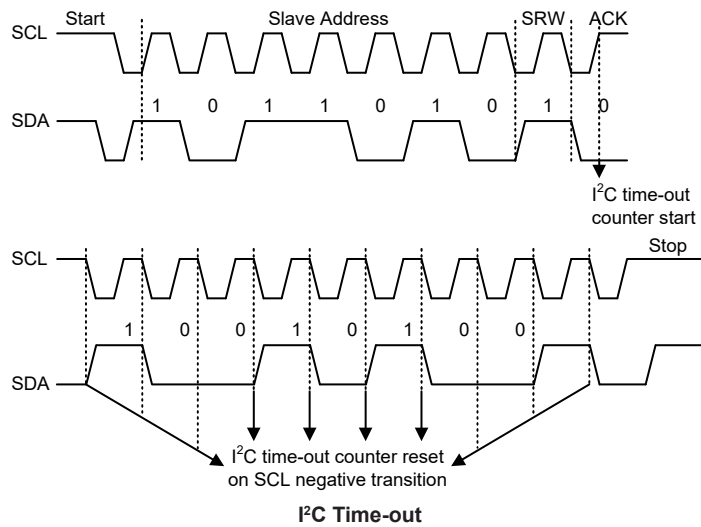 Start Slave Address SRW ACK
SCL
1 0 1 1 0 1 0 1 0
SDA
I²C time-out
counter start
Stop
SCL
1 0 0 1 0 1 0 0
SDA
I²C time-out counter reset
on SCL negative transition
I²C Time-out